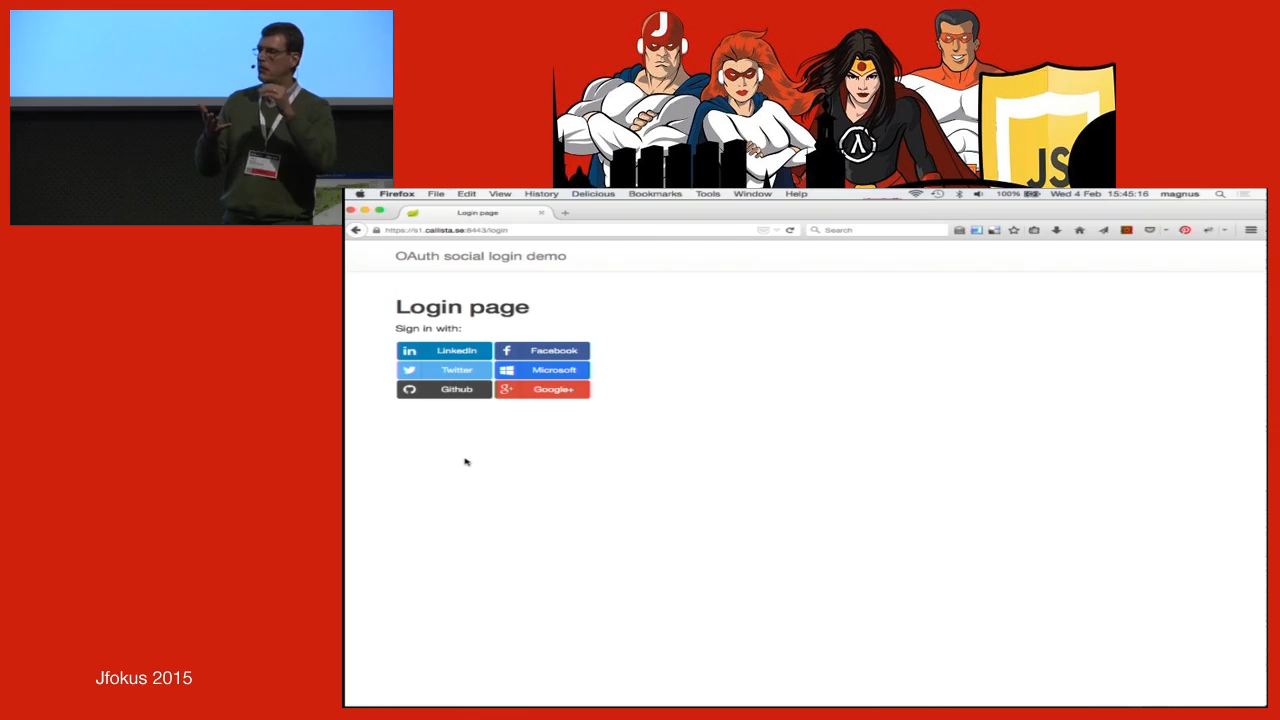 J
JS
Firefox File Edit View History Delicious Bookmarks Tools Window Help 100% Wed 4 Feb 15:45:16 magnus
Login page
https://s1.callista.se:8443/login
Search
OAuth social login demo
Login page
Sign in with:
LinkedIn Facebook
Twitter Microsoft
Github Google+
Jfokus 2015